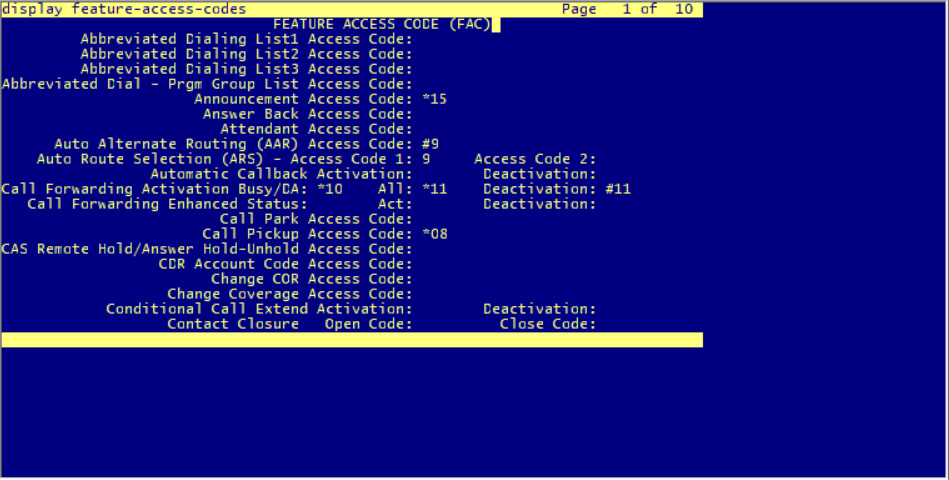 display feature-access-codes Page 1 of 10
FEATURE ACCESS CODE (FAC)
Abbreviated Dialing List1 Access Code:
Abbreviated Dialing List2 Access Code:
Abbreviated Dialing List3 Access Code:
Abbreviated Dial - Prgm Group List Access Code:
Announcement Access Code: *15
Answer Back Access Code:
Attendant Access Code:
Auto Alternate Routing (AAR) Access Code: #9
Auto Route Selection (ARS) - Access Code 1: 9 Access Code 2:
Automatic Callback Activation: Deactivation:
Call Forwarding Activation Busy/DA: *10 All: *11 Deactivation: #11
Call Forwarding Enhanced Status: Act: Deactivation:
Call Park Access Code:
Call Pickup Access Code: *08
CAS Remote Hold/Answer Hold-Unhold Access Code:
CDR Account Code Access Code:
Change COR Access Code:
Change Coverage Access Code:
Conditional Call Extend Activation: Deactivation:
Contact Closure Open Code: Close Code: